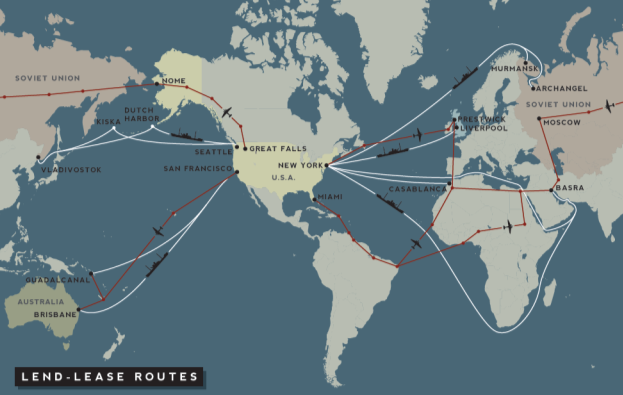 MURMANSK
SOVIET UNION
NOME
ARCHANGEL
SOVIET UNION
DUTCH
HARBOR
KISKA
PRESTWICK
MOSCOW
LIVERPOOL
SEATTLE
GREAT FALLS
VLADIVOSTOK
SAN FRANCISCO
NEW YORK
U.S.A.
CASABLANCA
BASRA
MIAMI
GUADALCANAL
AUSTRALIA
BRISBANE
LEND-LEASE ROUTES